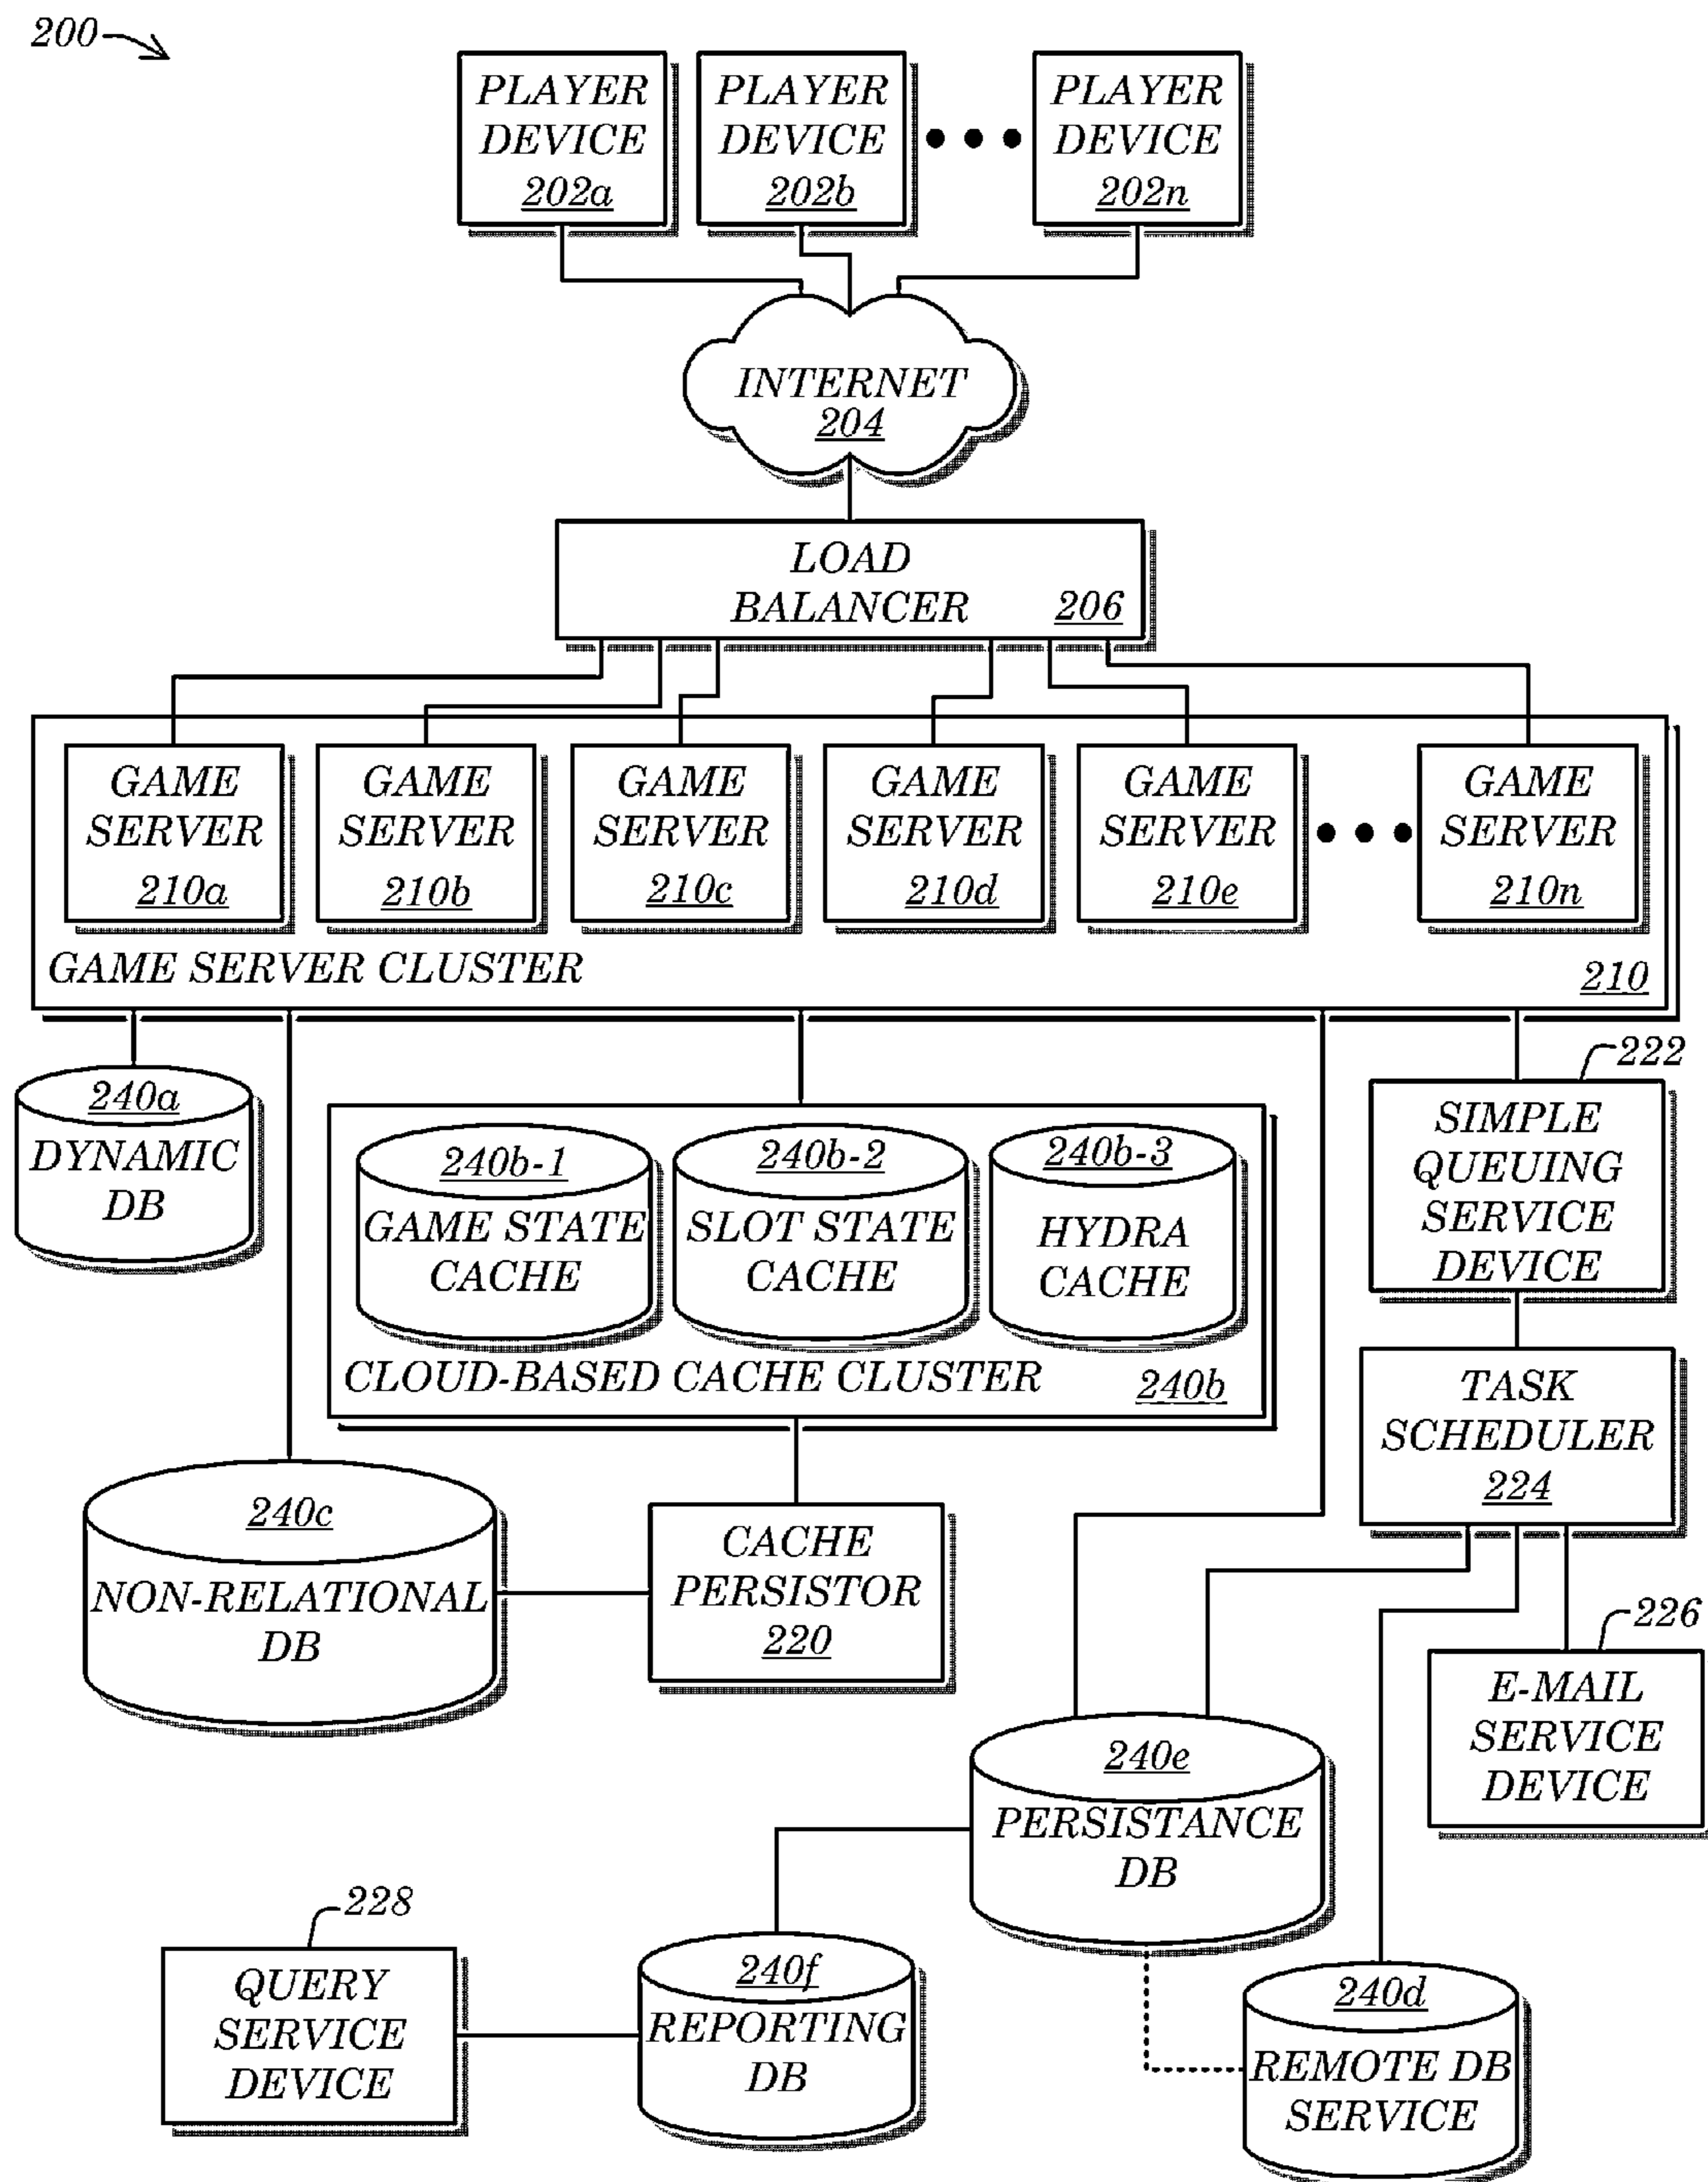 200
PLAYER
DEVICE
202a
PLAYER
DEVICE
202b
PLAYER
DEVICE
202n
INTERNET
204
LOAD
BALANCER
206
GAME
SERVER
210a
GAME
SERVER
210b
GAME
SERVER
210c
GAME
SERVER
210d
GAME
SERVER
210e
GAME
SERVER
210n
GAME SERVER CLUSTER
210
240a
DYNAMIC
DB
240b-1
GAME STATE
CACHE
240b-2
SLOT STATE
CACHE
240b-3
HYDRA
CACHE
CLOUD-BASED CACHE CLUSTER
240b
222
SIMPLE
QUEUING
SERVICE
DEVICE
TASK
SCHEDULER
224
240c
NON-RELATIONAL
DB
CACHE
PERSISTOR
220
226
E-MAIL
SERVICE
DEVICE
240e
PERSISTANCE
DB
228
QUERY
SERVICE
DEVICE
240f
REPORTING
DB
240d
REMOTE DB
SERVICE